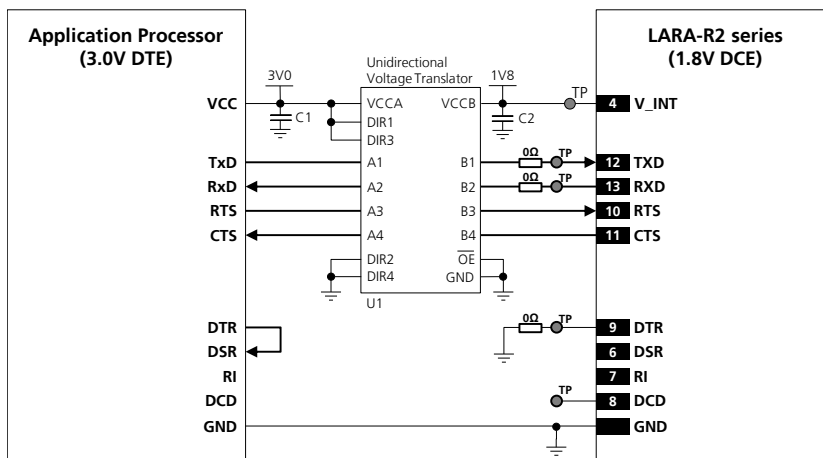 Application Processor
(3.0V DTE)
LARA-R2 series
(1.8V DCE)
Unidirectional
Voltage Translator
3V0
1V8
TP
VCC
VCCA
VCCB
4
V_INT
C1
DIR1
C2
DIR3
0Ω
TP
TxD
A1
B1
12
TXD
0Ω
TP
RxD
A2
B2
13
RXD
RTS
A3
B3
10
RTS
CTS
A4
B4
11
CTS
DIR2
OE
DIR4
GND
U1
0Ω
TP
DTR
9
DTR
DSR
6
DSR
RI
7
RI
TP
DCD
8
DCD
GND
GND